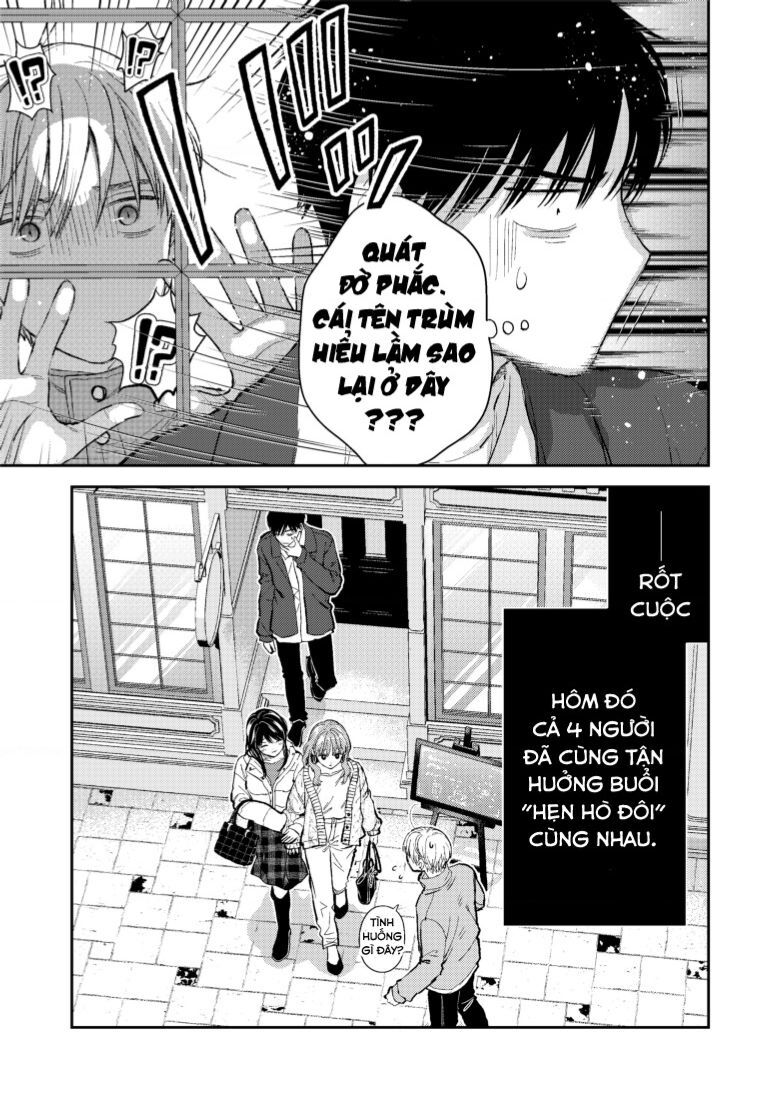 !?
!?
!?
QUÁT
ĐỜ PHẮC.
CÁI TÊN TRÙM
HIỂU LẦM SAO
LẠI Ở ĐÂY
???
RỐT
CUỘC
HÔM ĐÓ
CẢ 4 NGƯỜI
ĐÃ CÙNG TẬN
HƯỞNG BUỔI
“HẸN HÒ ĐÔI”
CÙNG NHAU.
TÌNH
HUỐNG
GÌ ĐÂY?